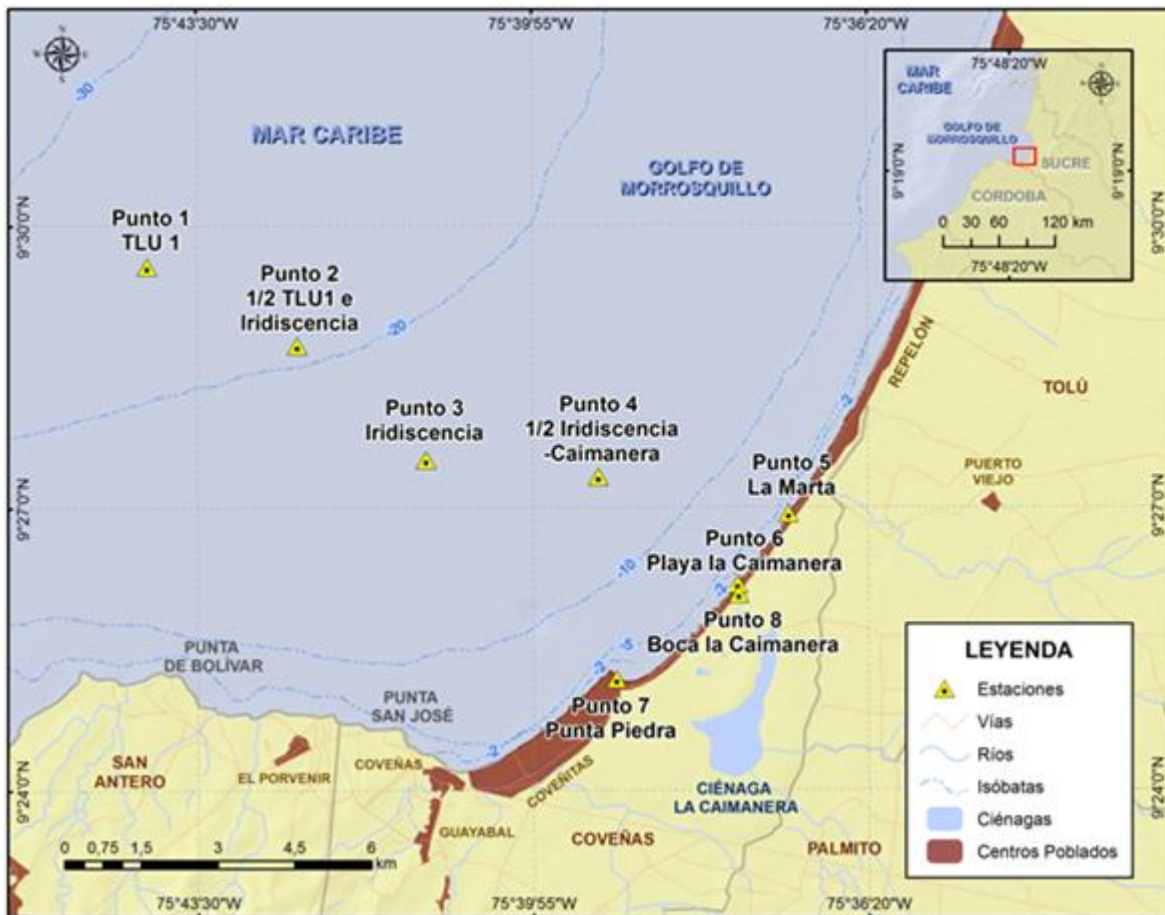 75°43'30"W
75°39'55"W
75°36'20"W
-30
MAR CARIBE
GOLFO DE
MORROSQUILLO
75°48'20"W
MAR
CARIBE
GOLFO DE
MORROSQUILLO
9°19'0"N
9°19'0"N
SUCRE
CÓRDOBA
0 30 60 120 km
75°48'20"W
9°30'0"N
9°30'0"N
Punto 1
TLU 1
Punto 2
1/2 TLU1 e
Iridiscencia
-20
REPELÓN
TOLÚ
-2
Punto 3
Iridiscencia
Punto 4
1/2 Iridiscencia
-Caimanera
Punto 5
La Marta
PUERTO
VIEJO
9°27'0"N
9°27'0"N
Punto 6
Playa la Caimanera
-10
-2
Punto 8
Boca la Caimanera
-5
-2
PUNTA
DE BOLÍVAR
PUNTA
SAN JOSÉ
Punto 7
Punta Piedra
-2
SAN
ANTERO
EL PORVENIR
COVEÑAS
COVEÑITAS
CIÉNAGA
LA CAIMANERA
9°24'0"N
9°24'0"N
GUAYABAL
COVEÑAS
PALMITO
0 0,75 1,5 3 4,5 6
km
LEYENDA
Estaciones
Vías
Ríos
Isóbatas
Ciénagas
Centros Poblados
75°43'30"W
75°39'55"W
75°36'20"W